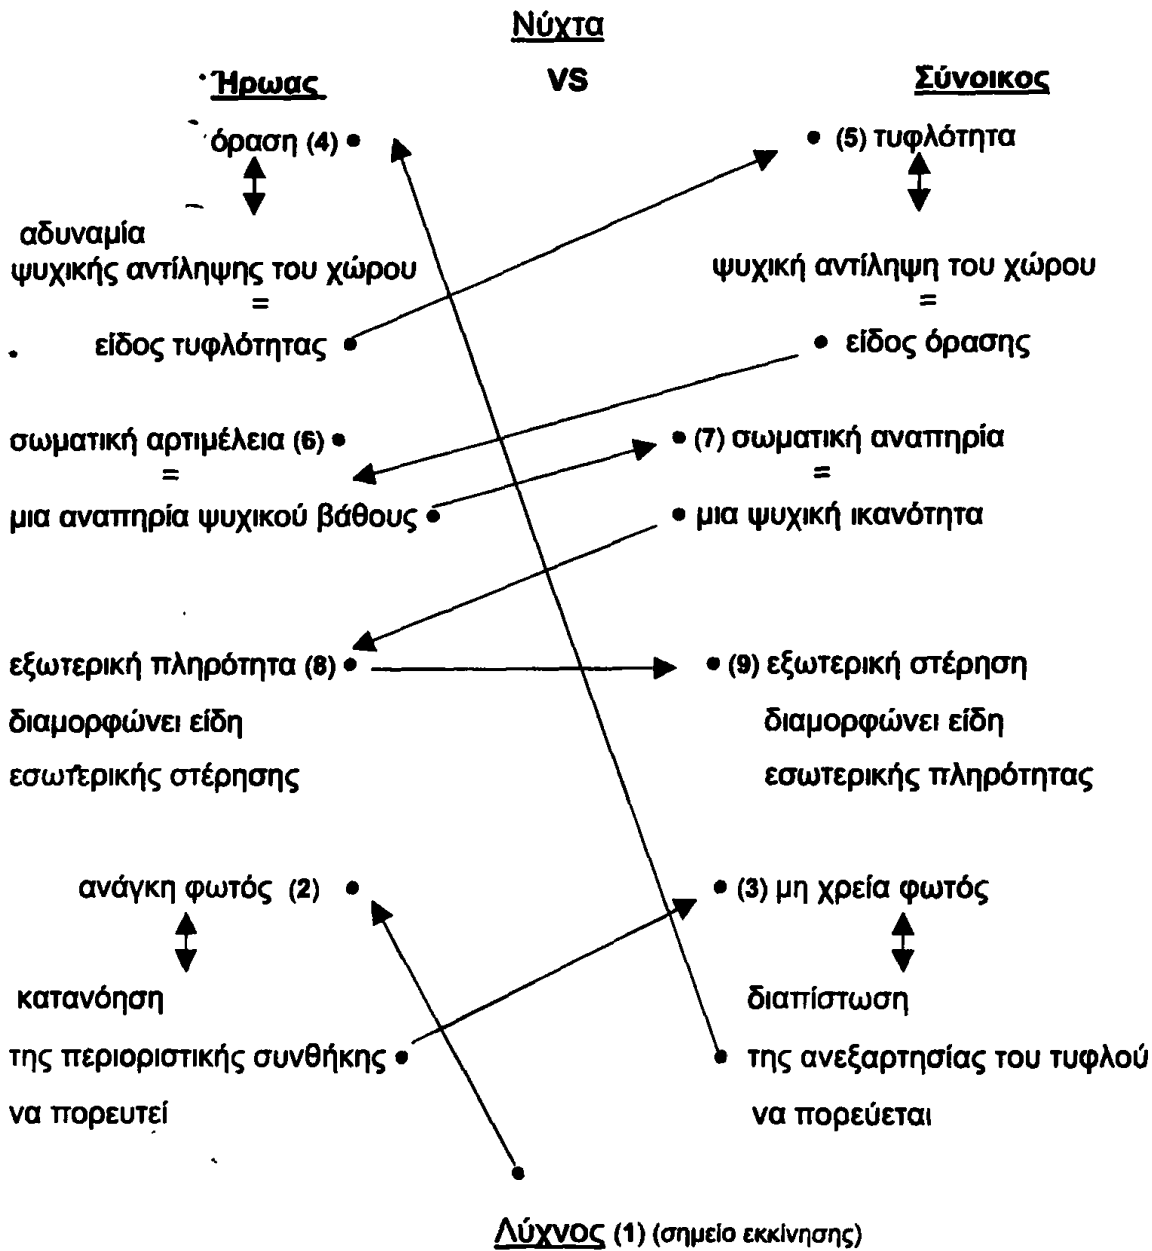 Νύχτα
Ήρωας VS Σύνοικος
όραση (4) • • (5) τυφλότητα
αδυναμία
ψυχικής αντίληψης του χώρου ψυχική αντίληψη του χώρου
= =
είδος τυφλότητας • • είδος όρασης
σωματική αρτιμέλεια (6) • • (7) σωματική αναπηρία
= =
μια αναπηρία ψυχικού βάθους • • μια ψυχική ικανότητα
εξωτερική πληρότητα (8) • • (9) εξωτερική στέρηση
διαμορφώνει είδη διαμορφώνει είδη
εσωτερικής στέρησης εσωτερικής πληρότητας
ανάγκη φωτός (2) • • (3) μη χρεία φωτός
κατανόηση διαπίστωση
της περιοριστικής συνθήκης • • της ανεξαρτησίας του τυφλού
να πορευτεί να πορεύεται
Λύχνος (1) (σημείο εκκίνησης)